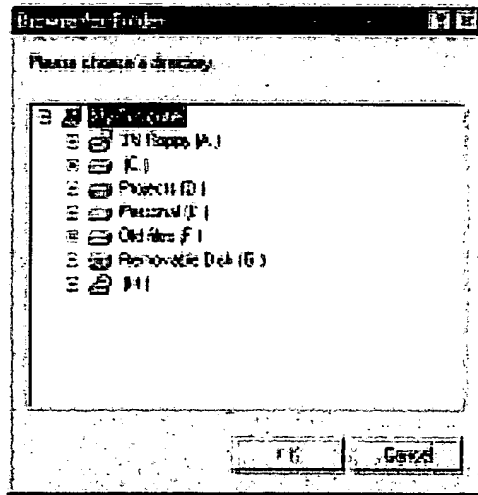 Browse for Folder
Please choose a directory.
My Computer
3½ Floppy (A:)
(C:)
Projects (D:)
Personal (E:)
Old files (F:)
Removable Disk (G:)
(H:)
OK
Cancel